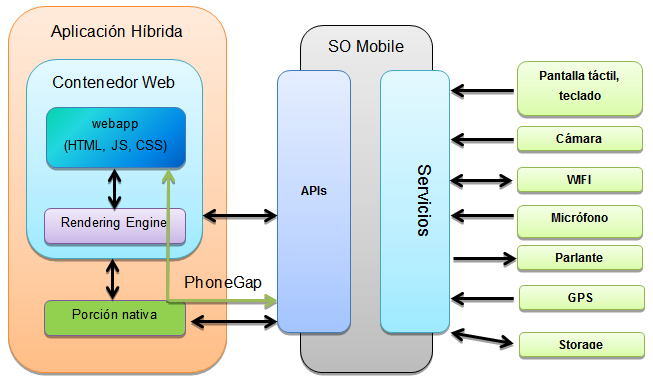 Aplicación Híbrida
Contenedor Web
webapp
(HTML, JS, CSS)
Rendering Engine
PhoneGap
Porción nativa
SO Mobile
APIs
Servicios
Pantalla táctil,
teclado
Cámara
WIFI
Micrófono
Parlante
GPS
Storage